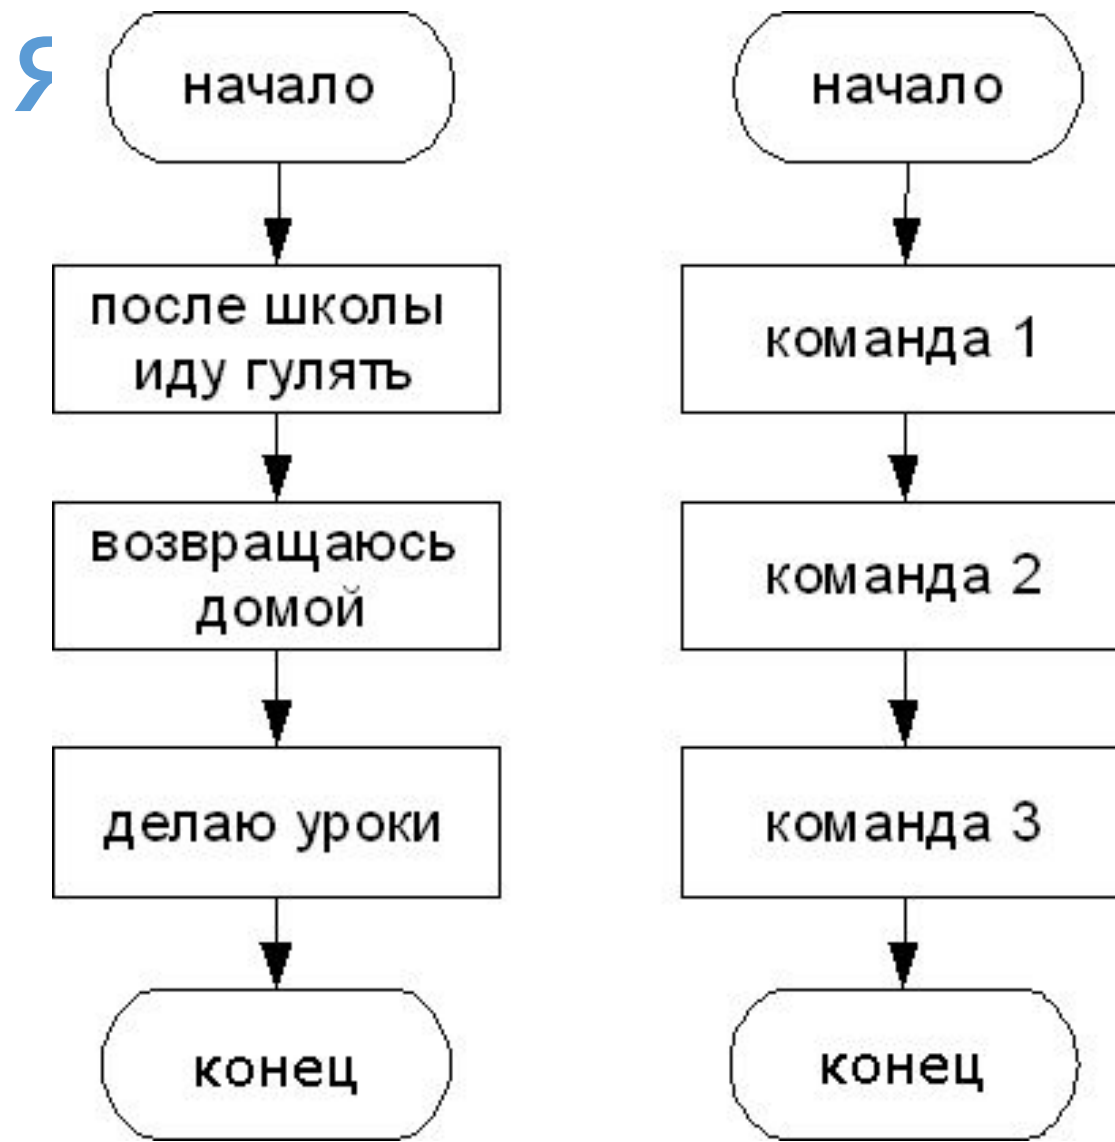 я
начало
после школы
иду гулять
возвращаюсь
домой
делаю уроки
конец
начало
команда 1
команда 2
команда 3
конец